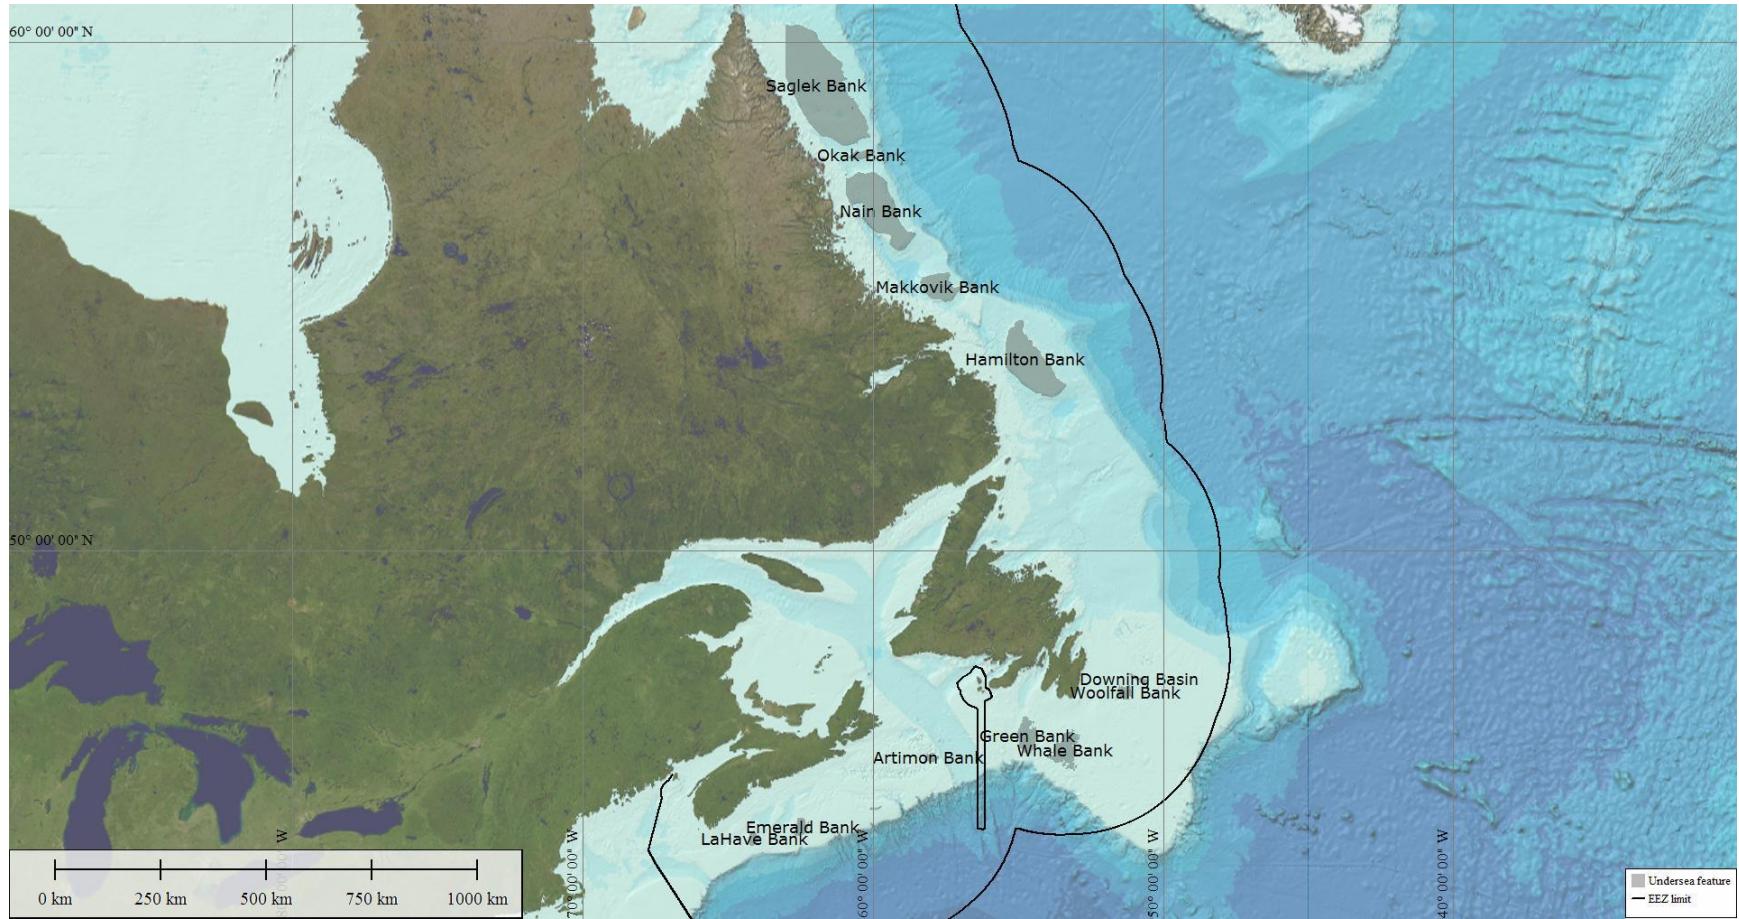 60° 00' 00" N
Saglek Bank
Okak Bank
Nain Bank
Makkovik Bank
Hamilton Bank
50° 00' 00" N
Downing Basin
Woolfall Bank
Green Bank
Whale Bank
Artimon Bank
Emerald Bank
LaHave Bank
70° 00' 00" W
60° 00' 00" W
50° 00' 00" W
40° 00' 00" W
0 km 250 km 500 km 750 km 1000 km
Undersea feature
EEZ limit